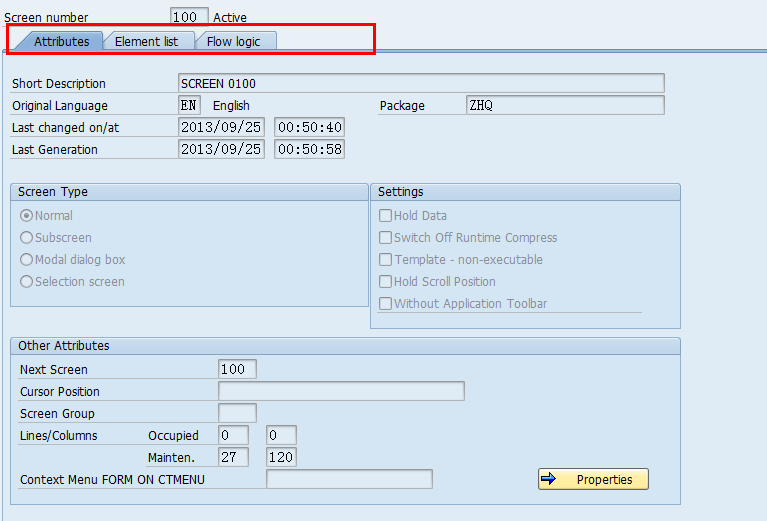 Screen number 100 Active
Attributes Element list Flow logic
Short Description SCREEN 0100
Original Language EN English Package ZHQ
Last changed on/at 2013/09/25 00:50:40
Last Generation 2013/09/25 00:50:58
Screen Type Settings
Normal Hold Data
Subscreen Switch Off Runtime Compress
Modal dialog box Template - non-executable
Selection screen Hold Scroll Position
Without Application Toolbar
Other Attributes
Next Screen 100
Cursor Position
Screen Group
Lines/Columns Occupied 0 0
Mainten. 27 120
Context Menu FORM ON CTMENU Properties